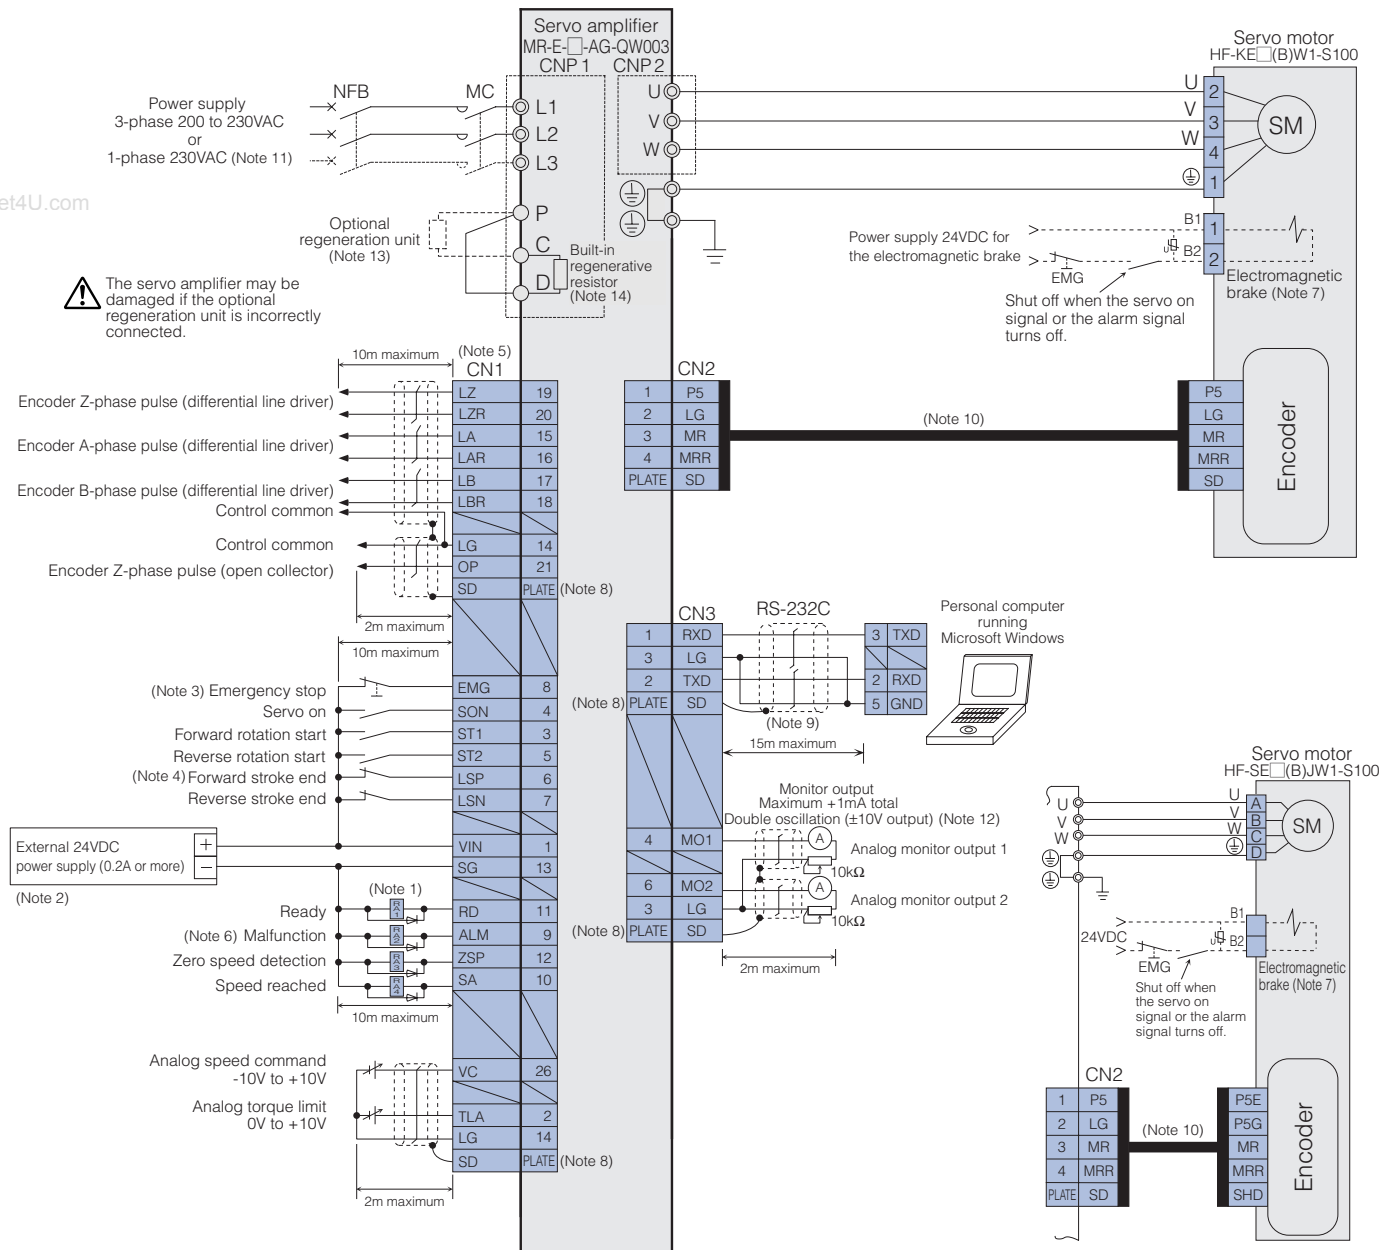 Servo amplifier
MR-E-□-AG-QW003
CNP1 CNP2
Servo motor
HF-KE□(B)W1-S100
NFB MC
Power supply
3-phase 200 to 230VAC
or
1-phase 230VAC (Note 11)
L1
L2
L3
U
V
W
U 2
V 3
W 4
1
SM
et4U.com
Optional
regeneration unit
(Note 13)
P
C
D
Built-in
regenerative
resistor
(Note 14)
Power supply 24VDC for
the electromagnetic brake
EMG
U
B1 1
B2 2
Shut off when the servo on
signal or the alarm signal
turns off.
Electromagnetic
brake (Note 7)
The servo amplifier may be
damaged if the optional
regeneration unit is incorrectly
connected.
10m maximum
(Note 5)
CN1
Encoder Z-phase pulse (differential line driver)
LZ 19
LZR 20
Encoder A-phase pulse (differential line driver)
LA 15
LAR 16
Encoder B-phase pulse (differential line driver)
LB 17
LBR 18
Control common
Control common
LG 14
Encoder Z-phase pulse (open collector)
OP 21
SD PLATE (Note 8)
2m maximum
10m maximum
(Note 3) Emergency stop EMG 8
Servo on SON 4
Forward rotation start ST1 3
Reverse rotation start ST2 5
(Note 4) Forward stroke end LSP 6
Reverse stroke end LSN 7
External 24VDC
power supply (0.2A or more)
+
−
(Note 2)
VIN 1
SG 13
(Note 1)
Ready RA1 RD 11
(Note 6) Malfunction RA2 ALM 9
Zero speed detection RA3 ZSP 12
Speed reached RA4 SA 10
10m maximum
Analog speed command
-10V to +10V
VC 26
Analog torque limit
0V to +10V
TLA 2
LG 14
SD PLATE (Note 8)
2m maximum
CN2
1 P5
2 LG
3 MR
4 MRR
PLATE SD
(Note 10)
P5
LG
MR
MRR
SD
Encoder
CN3
RS-232C
1 RXD
3 LG
2 TXD
(Note 8) PLATE SD
3 TXD
2 RXD
5 GND
(Note 9)
15m maximum
Personal computer
running
Microsoft Windows
Monitor output
Maximum +1mA total
Double oscillation (±10V output) (Note 12)
4 MO1
A
Analog monitor output 1
10kΩ
6 MO2
A
Analog monitor output 2
3 LG
10kΩ
(Note 8) PLATE SD
2m maximum
Servo motor
HF-SE□(B)JW1-S100
U
V
W
U A
V B
W C
D
SM
24VDC
EMG
U
B1
B2
Shut off when
the servo on
signal or the alarm
signal turns off.
Electromagnetic
brake (Note 7)
CN2
1 P5
2 LG
3 MR
4 MRR
PLATE SD
(Note 10)
P5E
P5G
MR
MRR
SHD
Encoder